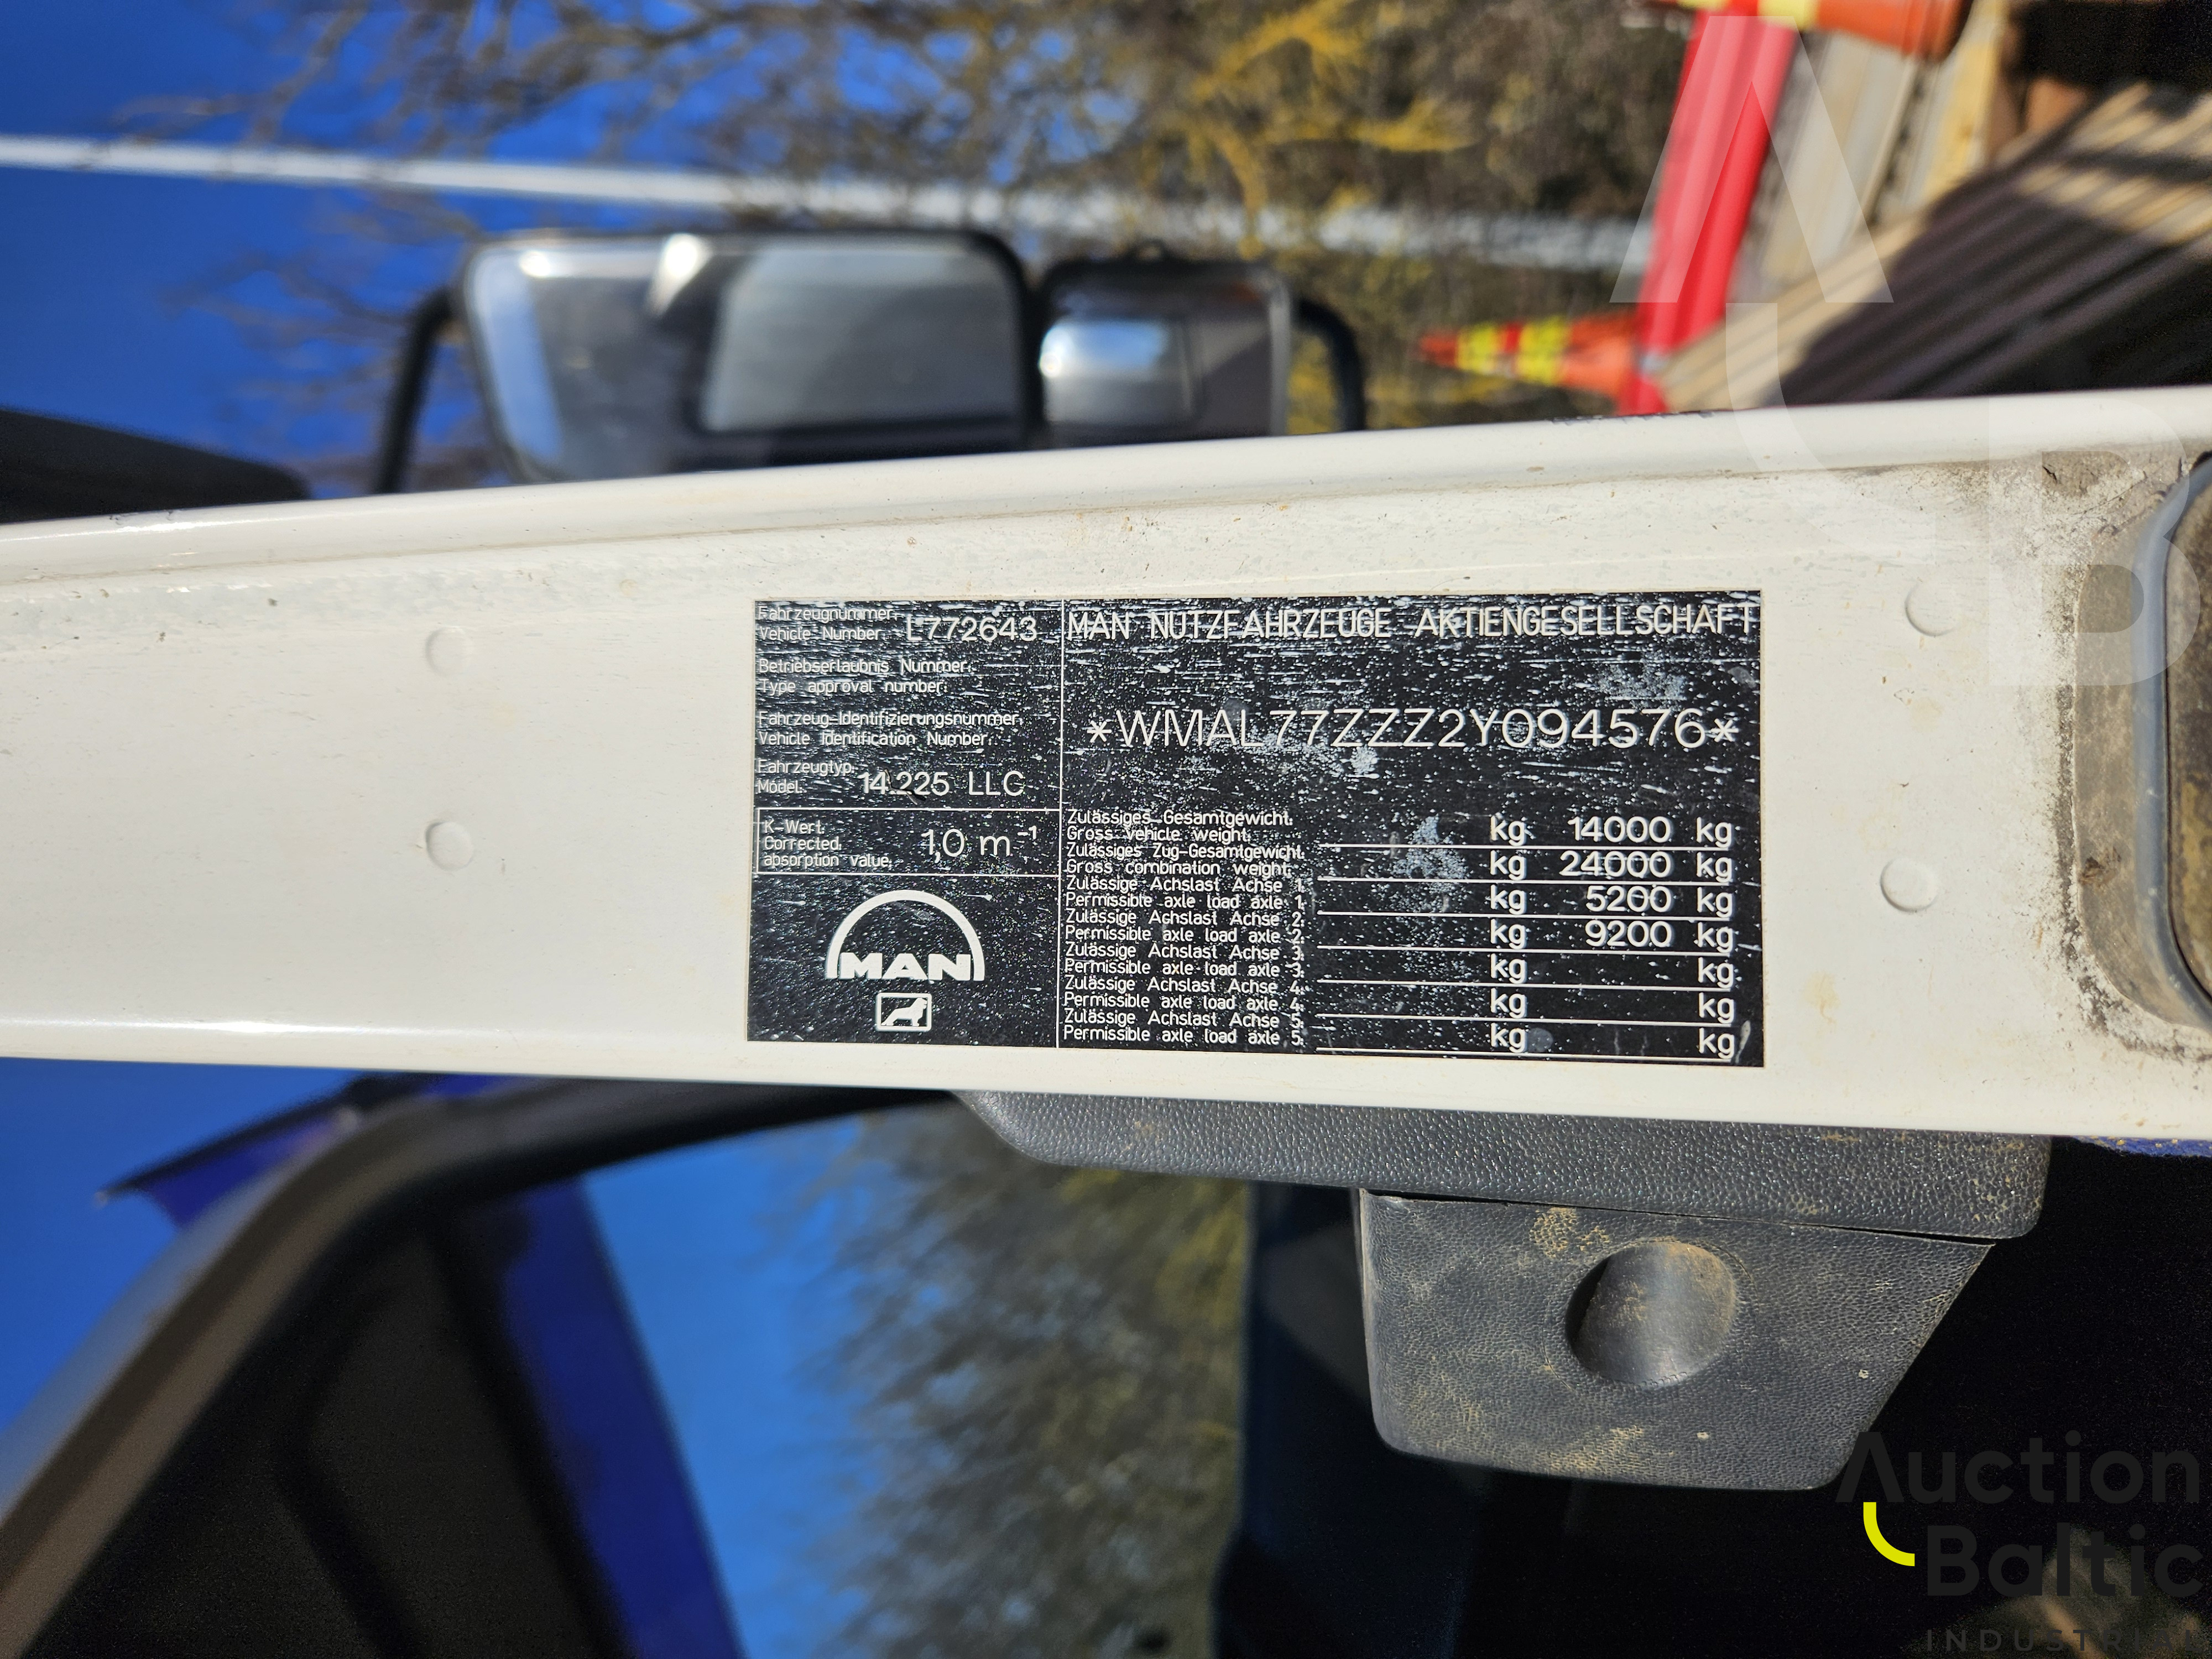 Fahrzeugnummer.
Vehicle Number. L772643
Betriebserlaubnis Nummer.
Type approval number.
Fahrzeug-Identifizierungsnummer.
Vehicle Identification Number.
Fahrzeugtyp.
Model. 14.225 LLC
K-Wert.
Corrected.
absorption value. 1,0 m⁻¹
MAN
MAN NUTZFAHRZEUGE AKTIENGESELLSCHAFT
*WMAL77ZZZ2Y094576*
Zulässiges Gesamtgewicht.
Gross vehicle weight. kg 14000 kg
Zulässiges Zug-Gesamtgewicht.
Gross combination weight. kg 24000 kg
Zulässige Achslast Achse 1.
Permissible axle load axle 1. kg 5200 kg
Zulässige Achslast Achse 2.
Permissible axle load axle 2. kg 9200 kg
Zulässige Achslast Achse 3.
Permissible axle load axle 3. kg kg
Zulässige Achslast Achse 4.
Permissible axle load axle 4. kg kg
Zulässige Achslast Achse 5.
Permissible axle load axle 5. kg kg
A
B
Auction
Baltic
INDUSTRIAL